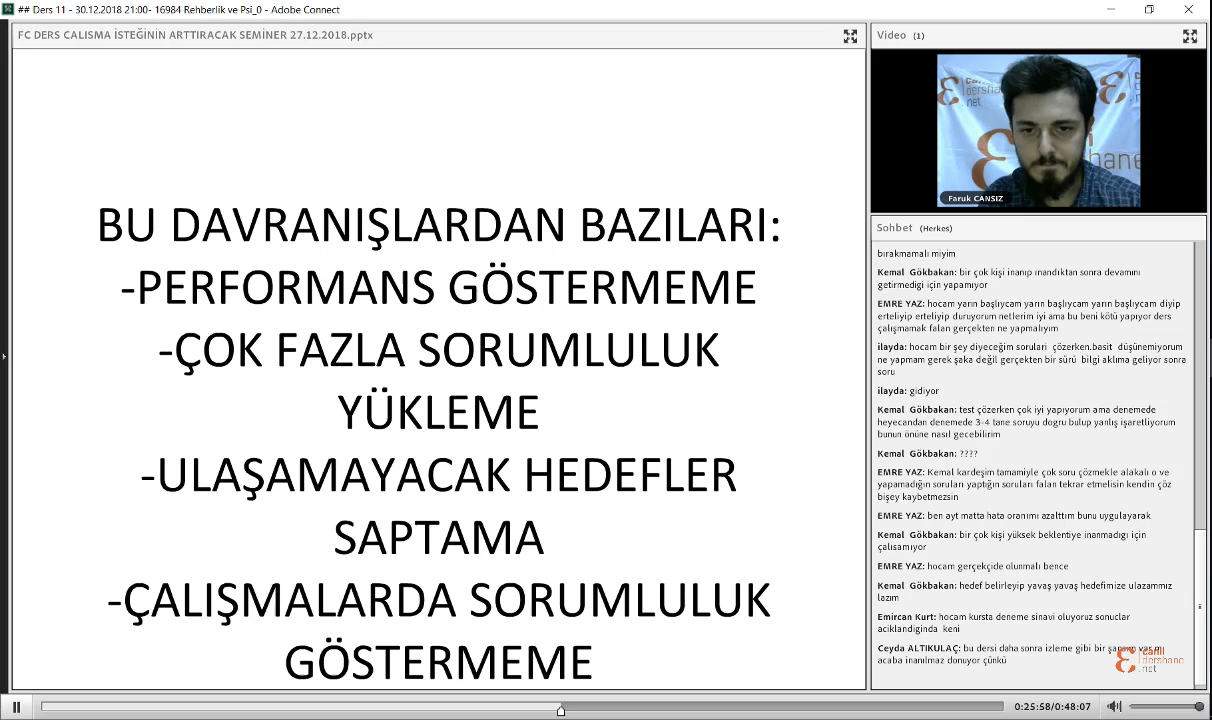 ## Ders 11 - 30.12.2018 21:00- 16984 Rehberlik ve Psi_0 - Adobe Connect
FC DERS CALISMA İSTEĞİNİN ARTTIRACAK SEMİNER 27.12.2018.pptx
BU DAVRANIŞLARDAN BAZILARI:
-PERFORMANS GÖSTERMEME
-ÇOK FAZLA SORUMLULUK
YÜKLEME
-ULAŞAMAYACAK HEDEFLER
SAPTAMA
-ÇALIŞMALARDA SORUMLULUK
GÖSTERMEME
Video (1)
Faruk CANSIZ
Sohbet (Herkes)
bırakmamalı miyim
Kemal Gökbakan: bir çok kişi inanıp ınandıktan sonra devamını
getirmedigi için yapamıyor
EMRE YAZ: hocam yarın başlıycam yarın başlıycam yarın başlıycam diyip
erteliyip erteliyip duruyorum netlerim iyi ama bu beni kötü yapıyor ders
çalışmamak falan gerçekten ne yapmalıyım
ilayda: hocam bir şey diyeceğim sorulari çözerken.basit düşünemiyorum
ne yapmam gerek şaka değil gerçekten bir sürü bilgi aklıma geliyor sonra
soru
ilayda: gidiyor
Kemal Gökbakan: test çözerken çok iyi yapıyorum ama denemede
heyecandan denemede 3-4 tane soruyu dogru bulup yanlış işaretliyorum
bunun önüne nasıl gecebilirim
Kemal Gökbakan: ????
EMRE YAZ: Kemal kardeşim tamamiyle çok soru çözmekle alakalı o ve
yapamadığın soruları yaptığın soruları falan tekrar etmelisin kendin çöz
bişey kaybetmezsin
EMRE YAZ: ben ayt matta hata oranımı azalttım bunu uygulayarak
Kemal Gökbakan: bir çok kişi yüksek beklentiye inanmadıgı için
çalısamıyor
EMRE YAZ: hocam gerçekçide olunmalı bence
Kemal Gökbakan: hedef belirleyip yavaş yavaş hedefimize ulazammız
lazım
Emircan Kurt: hocam kursta deneme sinavi oluyoruz sonuclar
aciklandiginda keni
Ceyda ALTIKULAÇ: bu dersi daha sonra izleme gibi bir şansım var mı
acaba inanılmaz donuyor çünkü
canlı
dershane
.net
0:25:58/0:48:07